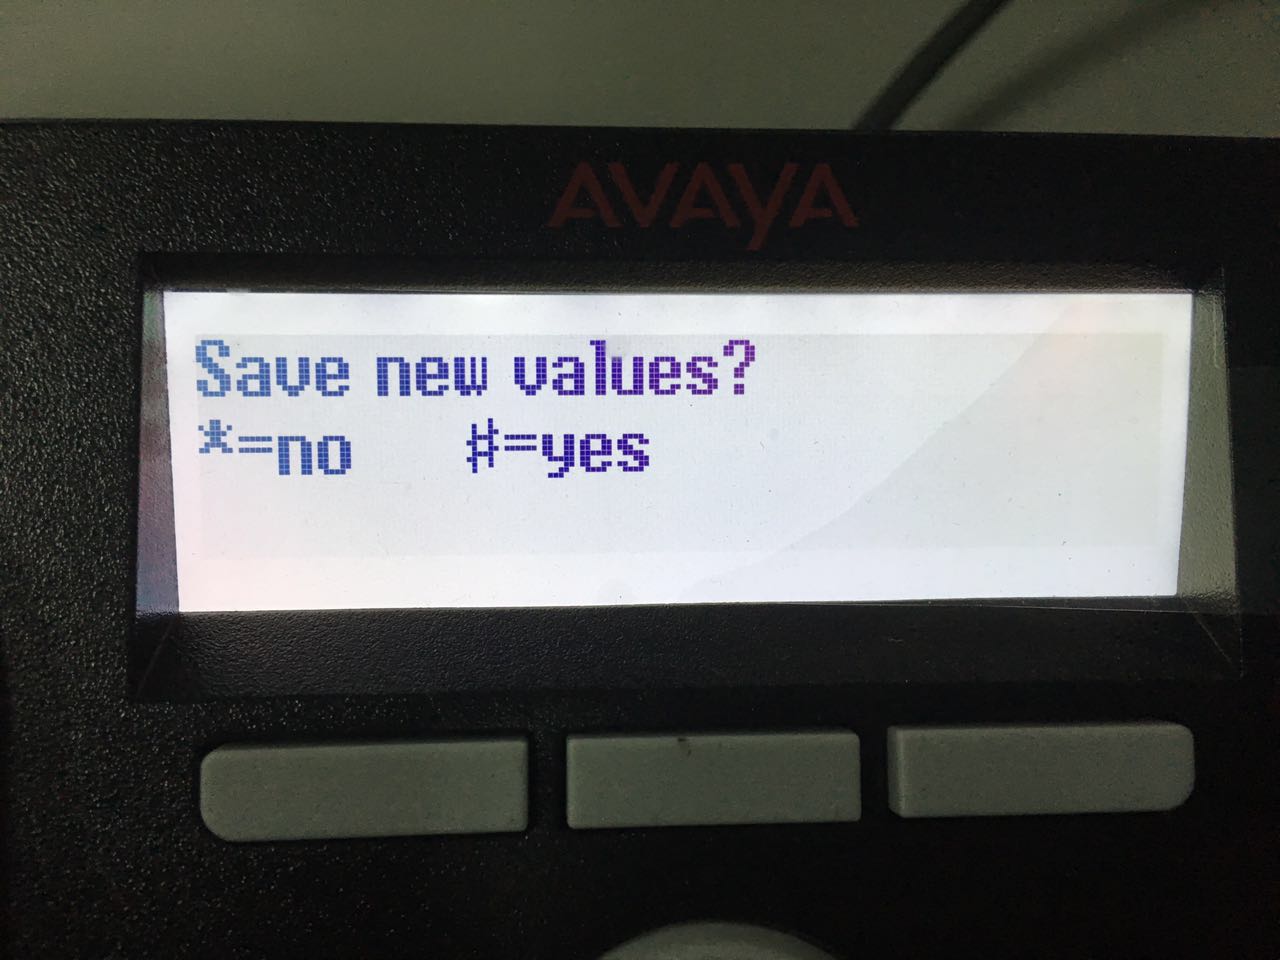 AVAYA
Save new values?
*=no #=yes